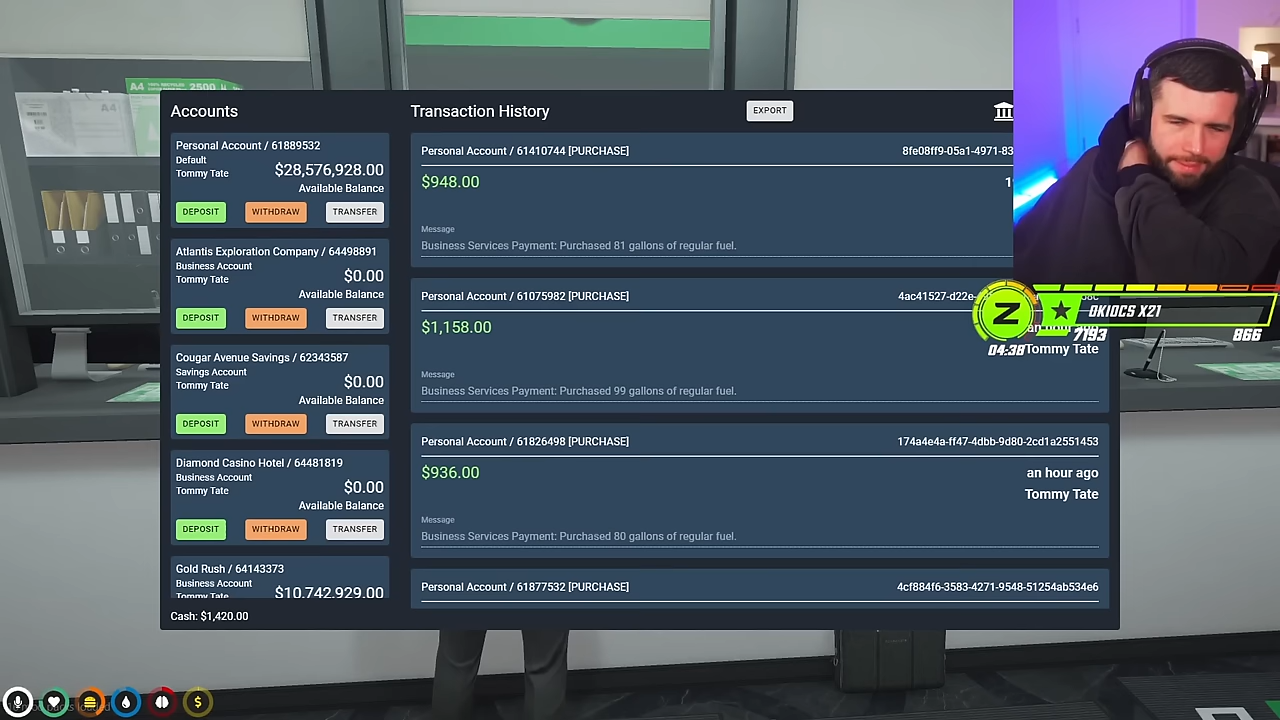 A4
2500
A4
Accounts
Transaction History
EXPORT
Personal Account / 61889532
Default
Tommy Tate
$28,576,928.00
Available Balance
DEPOSIT
WITHDRAW
TRANSFER
Atlantis Exploration Company / 64498891
Business Account
Tommy Tate
$0.00
Available Balance
DEPOSIT
WITHDRAW
TRANSFER
Cougar Avenue Savings / 62343587
Savings Account
Tommy Tate
$0.00
Available Balance
DEPOSIT
WITHDRAW
TRANSFER
Diamond Casino Hotel / 64481819
Business Account
Tommy Tate
$0.00
Available Balance
DEPOSIT
WITHDRAW
TRANSFER
Gold Rush / 64143373
Business Account
Tommy Tate
$10,742,929.00
Cash: $1,420.00
Personal Account / 61410744 [PURCHASE]
8fe08ff9-05a1-4971-83
$948.00
Message
Business Services Payment: Purchased 81 gallons of regular fuel.
Personal Account / 61075982 [PURCHASE]
4ac41527-d22e-
$1,158.00
an hour ago
Tommy Tate
Message
Business Services Payment: Purchased 99 gallons of regular fuel.
Personal Account / 61826498 [PURCHASE]
174a4e4a-ff47-4dbb-9d80-2cd1a2551453
$936.00
an hour ago
Tommy Tate
Message
Business Services Payment: Purchased 80 gallons of regular fuel.
Personal Account / 61877532 [PURCHASE]
4cf884f6-3583-4271-9548-51254ab534e6
Z
OKIOCS X21
7193
866
04:38